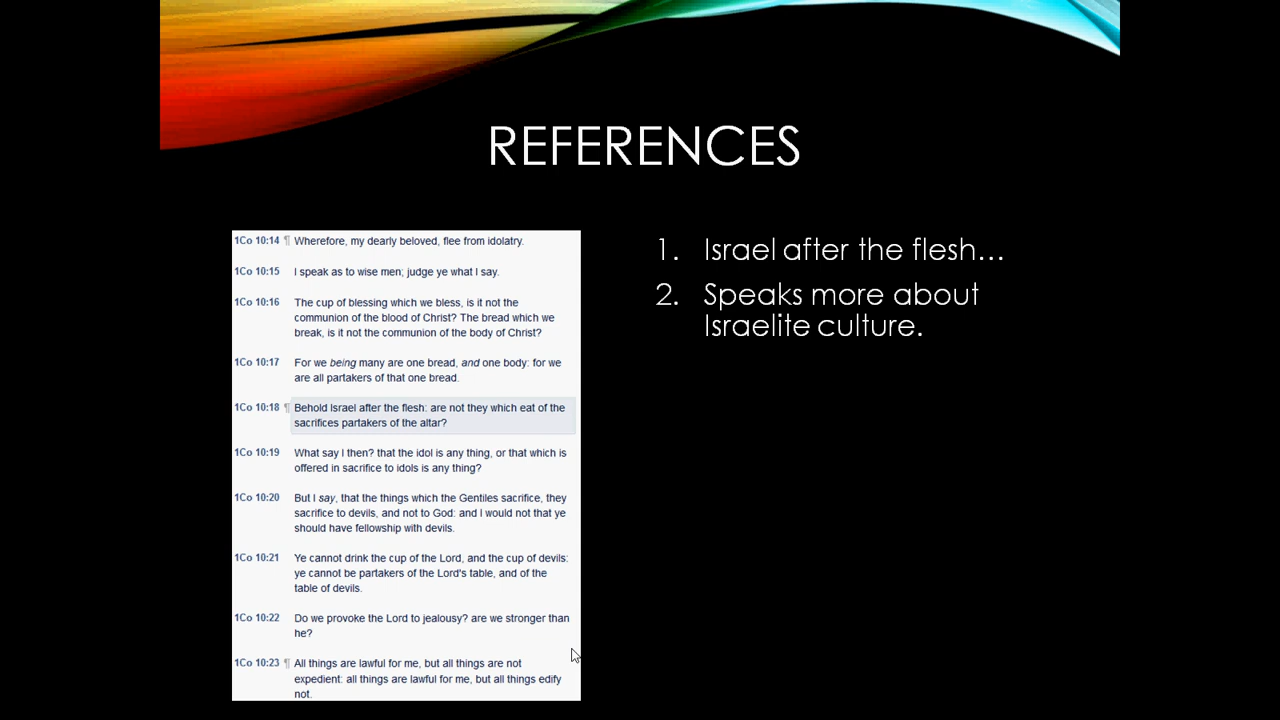 REFERENCES
1Co 10:14 ¶ Wherefore, my dearly beloved, flee from idolatry.
1Co 10:15 I speak as to wise men; judge ye what I say.
1Co 10:16 The cup of blessing which we bless, is it not the
communion of the blood of Christ? The bread which we
break, is it not the communion of the body of Christ?
1Co 10:17 For we being many are one bread, and one body: for we
are all partakers of that one bread.
1Co 10:18 ¶ Behold Israel after the flesh: are not they which eat of the
sacrifices partakers of the altar?
1Co 10:19 What say I then? that the idol is any thing, or that which is
offered in sacrifice to idols is any thing?
1Co 10:20 But I say, that the things which the Gentiles sacrifice, they
sacrifice to devils, and not to God: and I would not that ye
should have fellowship with devils.
1Co 10:21 Ye cannot drink the cup of the Lord, and the cup of devils:
ye cannot be partakers of the Lord's table, and of the
table of devils.
1Co 10:22 Do we provoke the Lord to jealousy? are we stronger than
he?
1Co 10:23 ¶ All things are lawful for me, but all things are not
expedient: all things are lawful for me, but all things edify
not.
1. Israel after the flesh...
2. Speaks more about
Israelite culture.